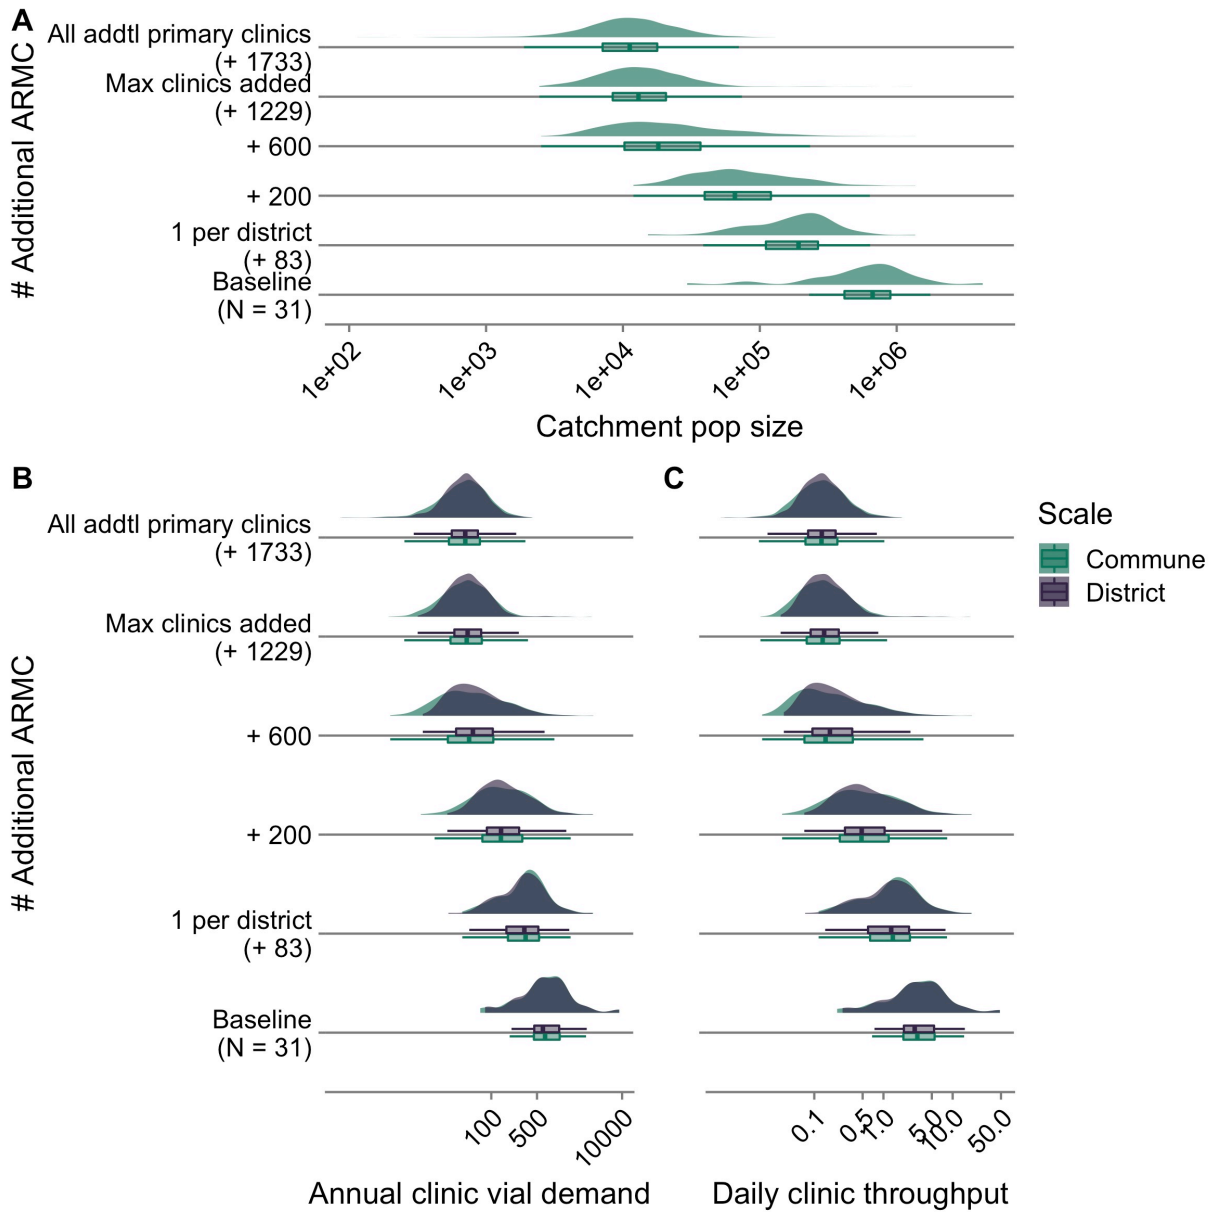 A
# Additional ARMC
All addtl primary clinics
(+ 1733)
Max clinics added
(+ 1229)
+ 600
+ 200
1 per district
(+ 83)
Baseline
(N = 31)
1e+02
1e+03
1e+04
1e+05
1e+06
Catchment pop size
B
# Additional ARMC
All addtl primary clinics
(+ 1733)
Max clinics added
(+ 1229)
+ 600
+ 200
1 per district
(+ 83)
Baseline
(N = 31)
100
500
10000
Annual clinic vial demand
C
0.1
0.5
1.0
5.0
10.0
50.0
Daily clinic throughput
Scale
Commune
District